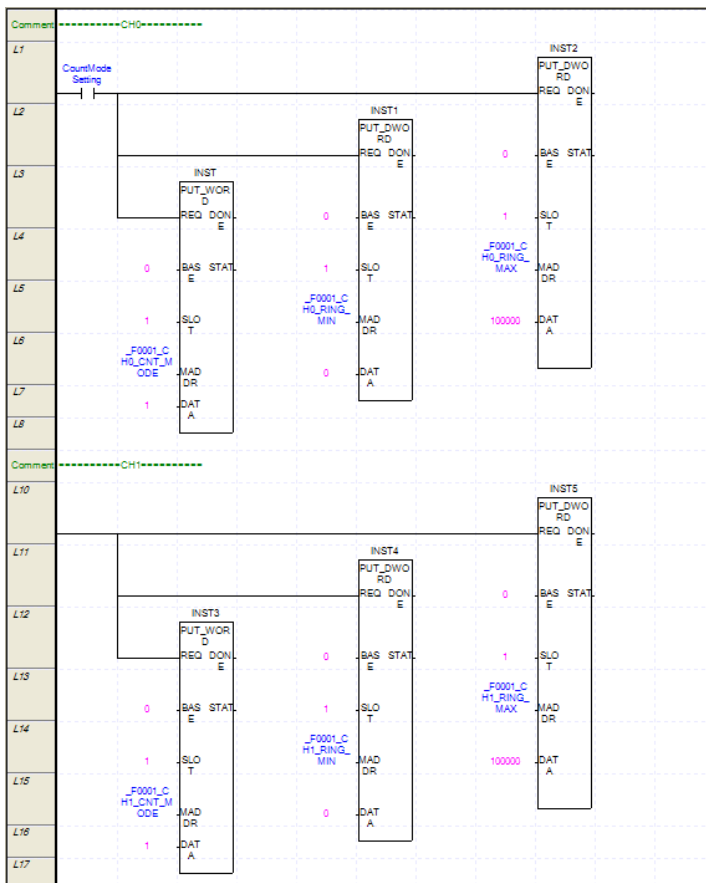 Comment ----------CH0----------
L1
INST2
CountMode
Setting
PUT_DWO
RD
REQ DON
E
L2
INST1
PUT_DWO
RD
REQ DON
E
0
BAS STAT
E
L3
INST
PUT_WOR
D
REQ DON
E
0
BAS STAT
E
1
SLO
T
L4
_F0001_C
H0_RING_
MAX
MAD
DR
0
BAS STAT
E
1
SLO
T
L5
_F0001_C
H0_RING_
MIN
MAD
DR
100000
DAT
A
1
SLO
T
L6
_F0001_C
H0_CNT_M
ODE
MAD
DR
0
DAT
A
L7
1
DAT
A
L8
Comment ----------CH1----------
L10
INST5
PUT_DWO
RD
REQ DON
E
L11
INST4
PUT_DWO
RD
REQ DON
E
0
BAS STAT
E
L12
INST3
PUT_WOR
D
REQ DON
E
0
BAS STAT
E
1
SLO
T
L13
_F0001_C
H1_RING_
MAX
MAD
DR
0
BAS STAT
E
1
SLO
T
L14
_F0001_C
H1_RING_
MIN
MAD
DR
100000
DAT
A
1
SLO
T
L15
_F0001_C
H1_CNT_M
ODE
MAD
DR
0
DAT
A
L16
1
DAT
A
L17